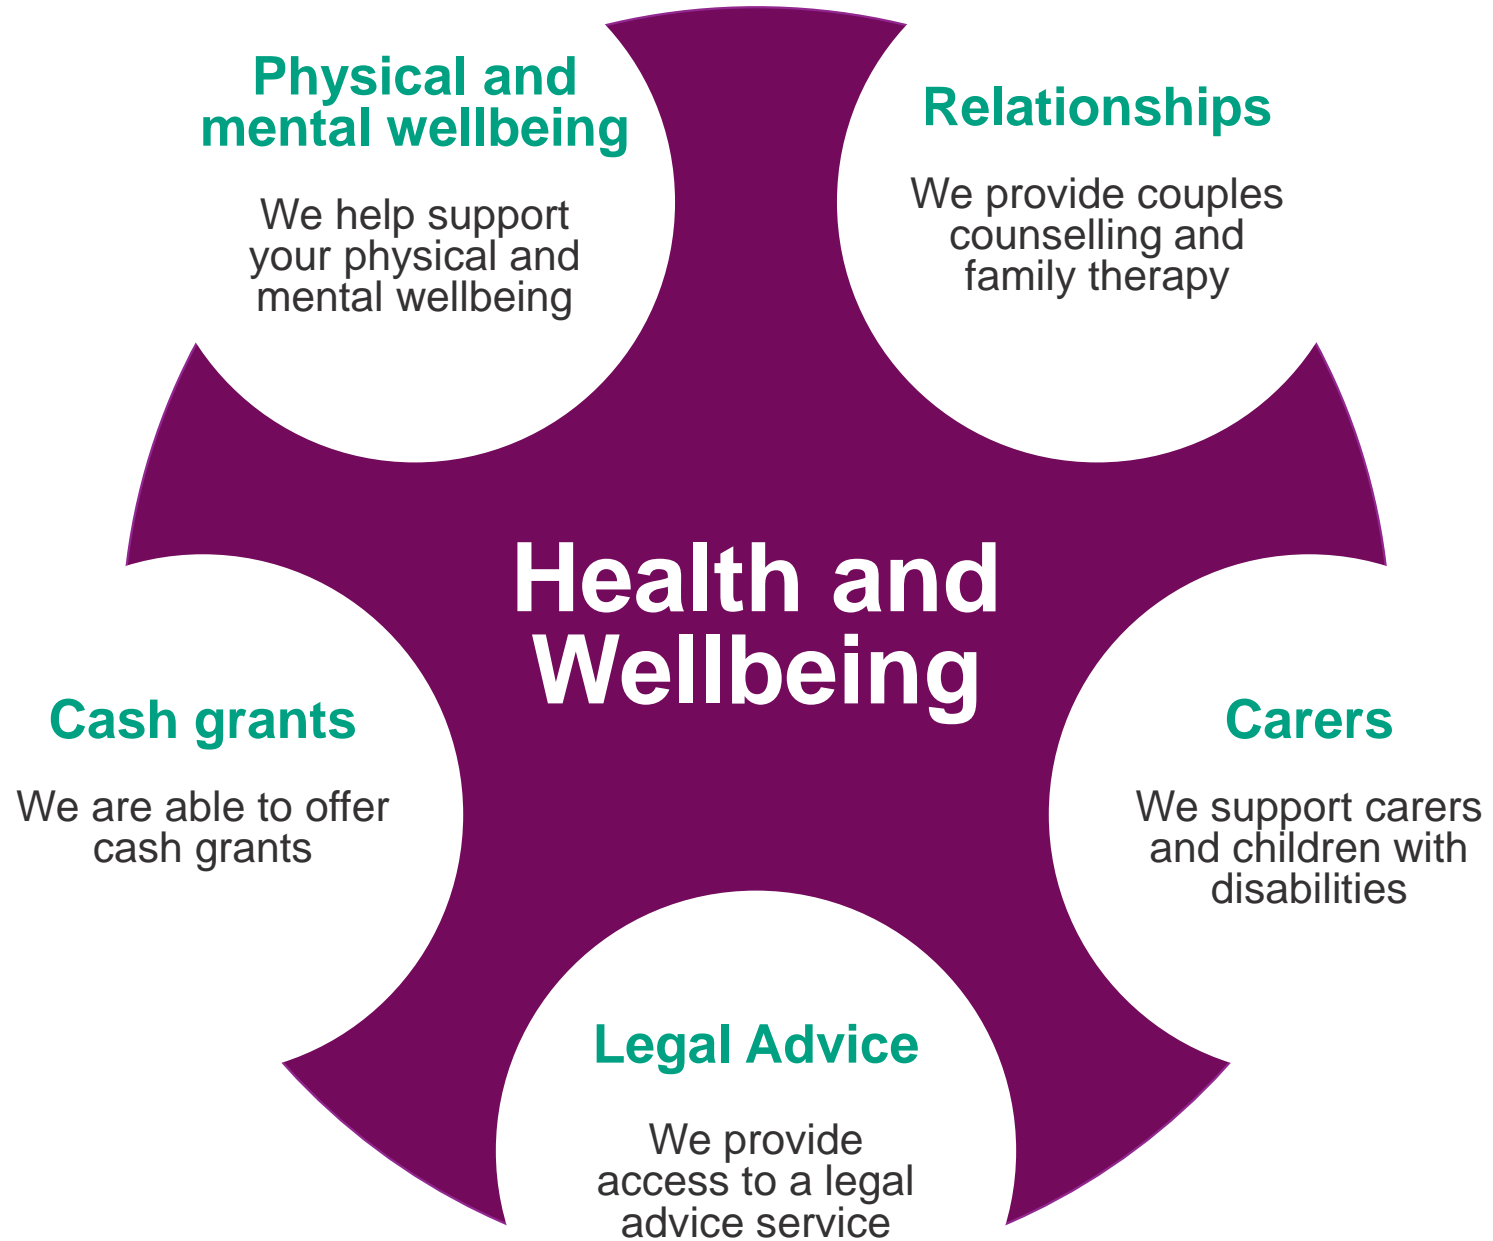 Physical and
mental wellbeing
We help support
your physical and
mental wellbeing
Relationships
We provide couples
counselling and
family therapy
Health and
Wellbeing
Cash grants
We are able to offer
cash grants
Carers
We support carers
and children with
disabilities
Legal Advice
We provide
access to a legal
advice service